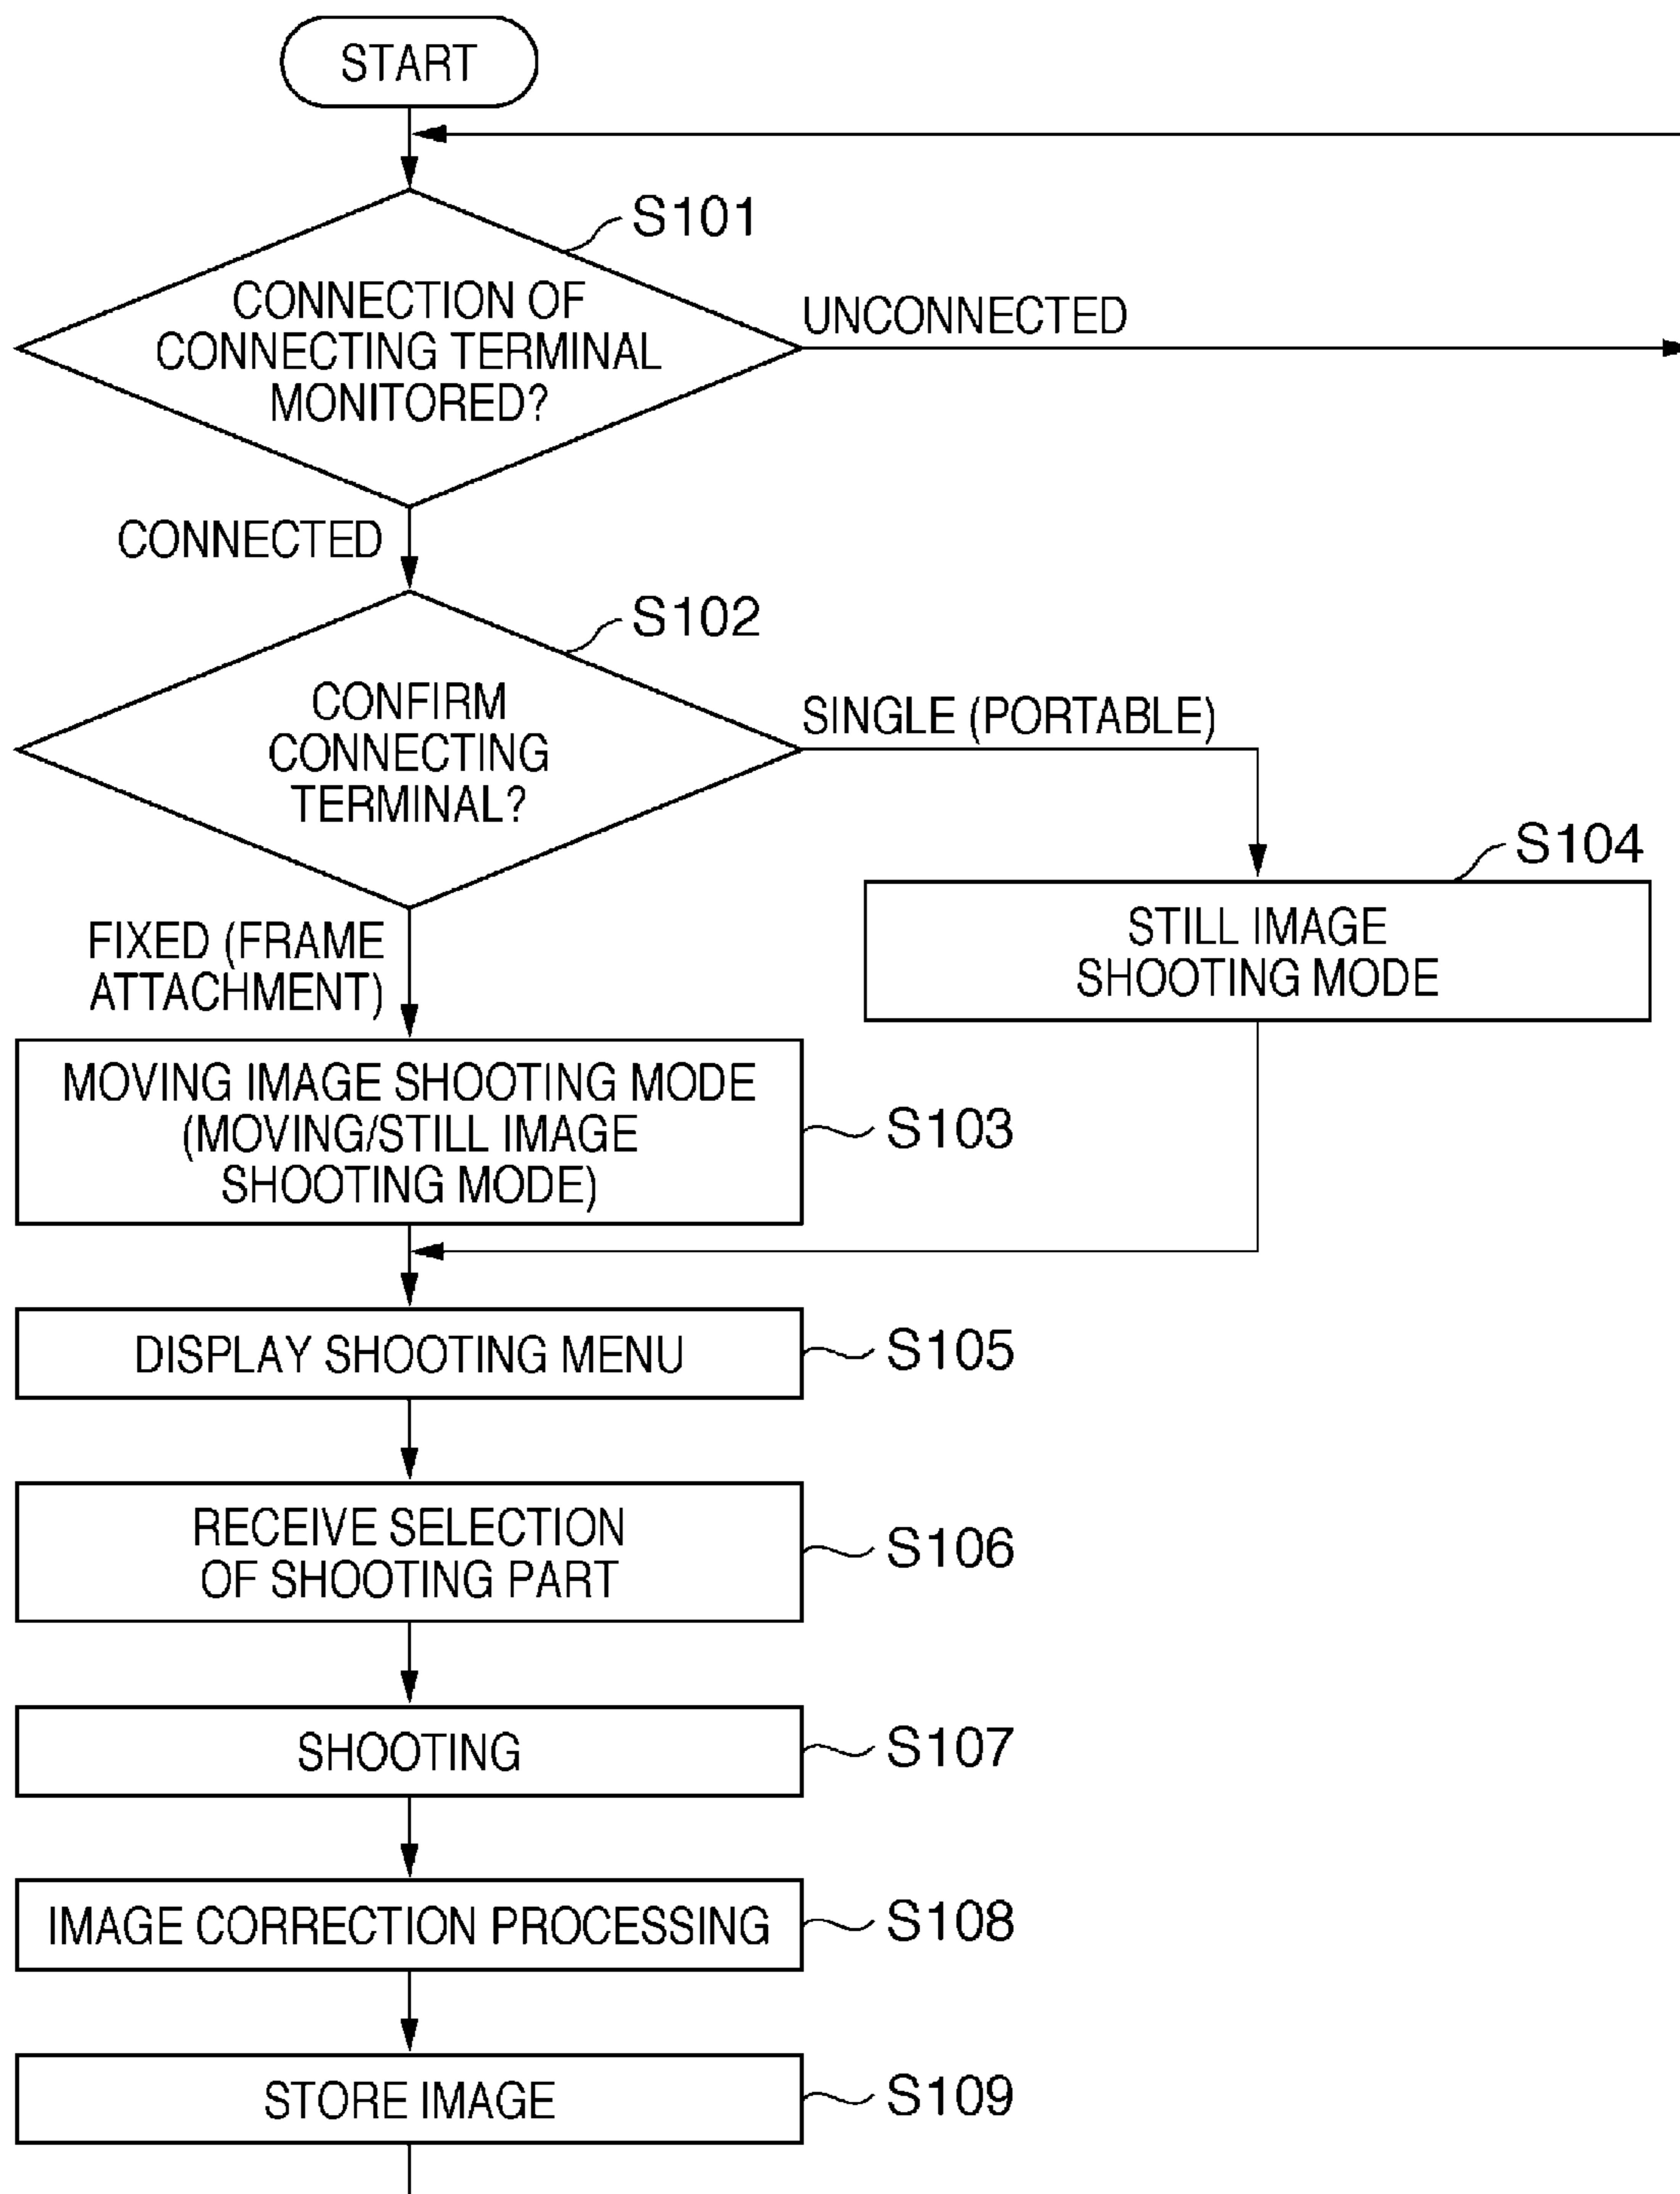 START
S101
CONNECTION OF
CONNECTING TERMINAL
MONITORED?
UNCONNECTED
CONNECTED
S102
CONFIRM
CONNECTING
TERMINAL?
SINGLE (PORTABLE)
S104
STILL IMAGE
SHOOTING MODE
FIXED (FRAME
ATTACHMENT)
MOVING IMAGE SHOOTING MODE
(MOVING/STILL IMAGE
SHOOTING MODE)
S103
DISPLAY SHOOTING MENU
S105
RECEIVE SELECTION
OF SHOOTING PART
S106
SHOOTING
S107
IMAGE CORRECTION PROCESSING
S108
STORE IMAGE
S109